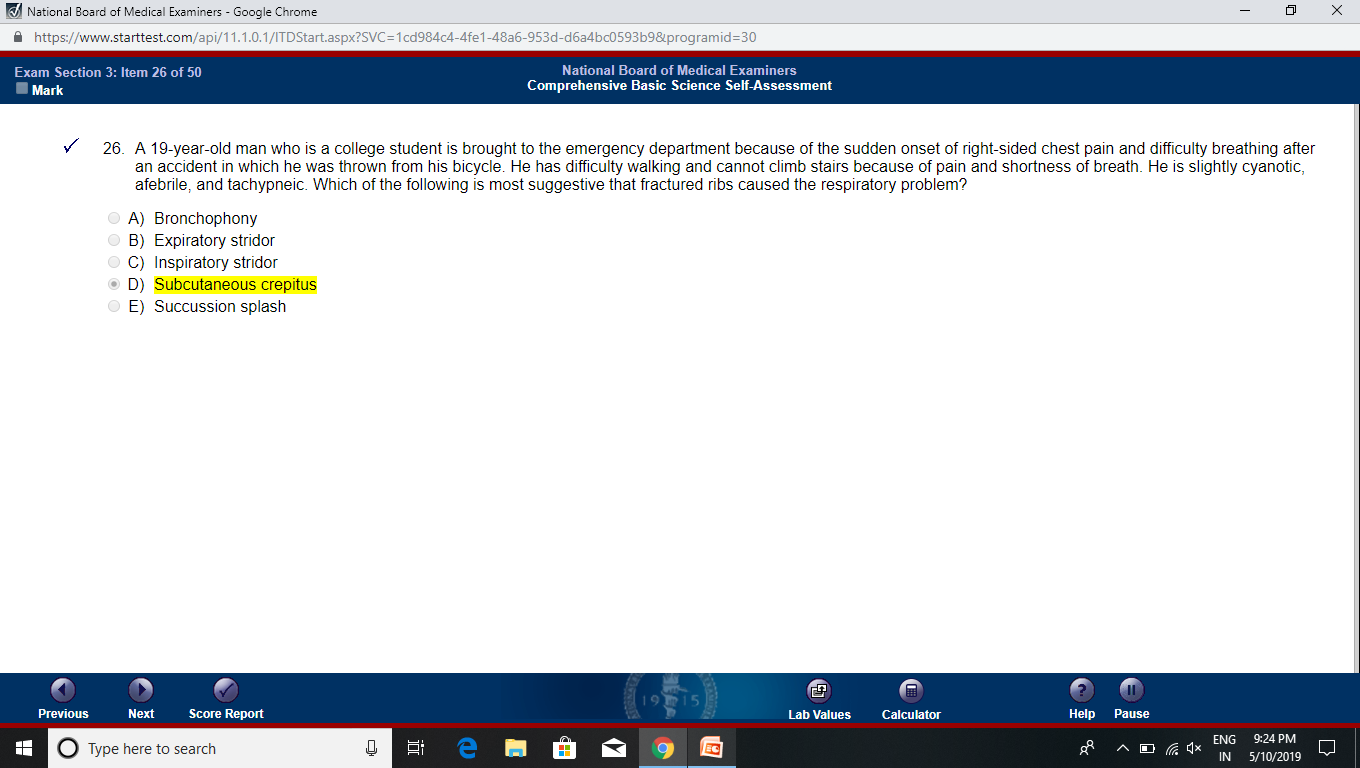 National Board of Medical Examiners - Google Chrome
https://www.starttest.com/api/11.1.0.1/ITDStart.aspx?SVC=1cd984c4-4fe1-48a6-953d-d6a4bc0593b9&programid=30
Exam Section 3: Item 26 of 50
National Board of Medical Examiners
Mark
Comprehensive Basic Science Self-Assessment
26. A 19-year-old man who is a college student is brought to the emergency department because of the sudden onset of right-sided chest pain and difficulty breathing after
an accident in which he was thrown from his bicycle. He has difficulty walking and cannot climb stairs because of pain and shortness of breath. He is slightly cyanotic,
afebrile, and tachypneic. Which of the following is most suggestive that fractured ribs caused the respiratory problem?
A) Bronchophony
B) Expiratory stridor
C) Inspiratory stridor
D) Subcutaneous crepitus
E) Succussion splash
19 15
Previous
Next
Score Report
Lab Values
Calculator
Help
Pause
Type here to search
ENG
IN
9:24 PM
5/10/2019